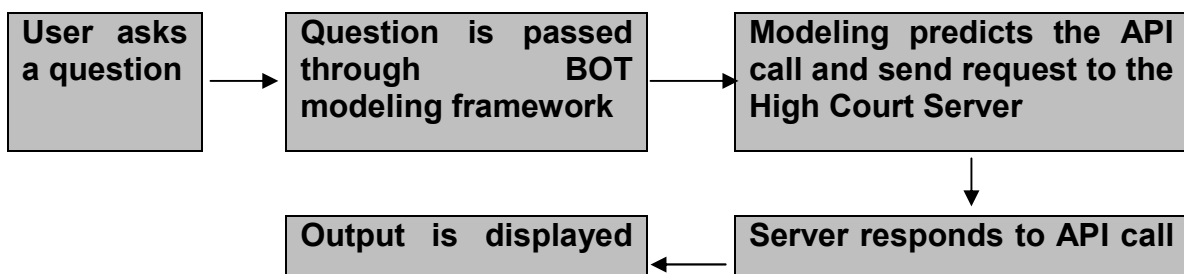 User asks
a question
Question is passed
through BOT
modeling framework
Modeling predicts the API
call and send request to the
High Court Server
Output is displayed
Server responds to API call